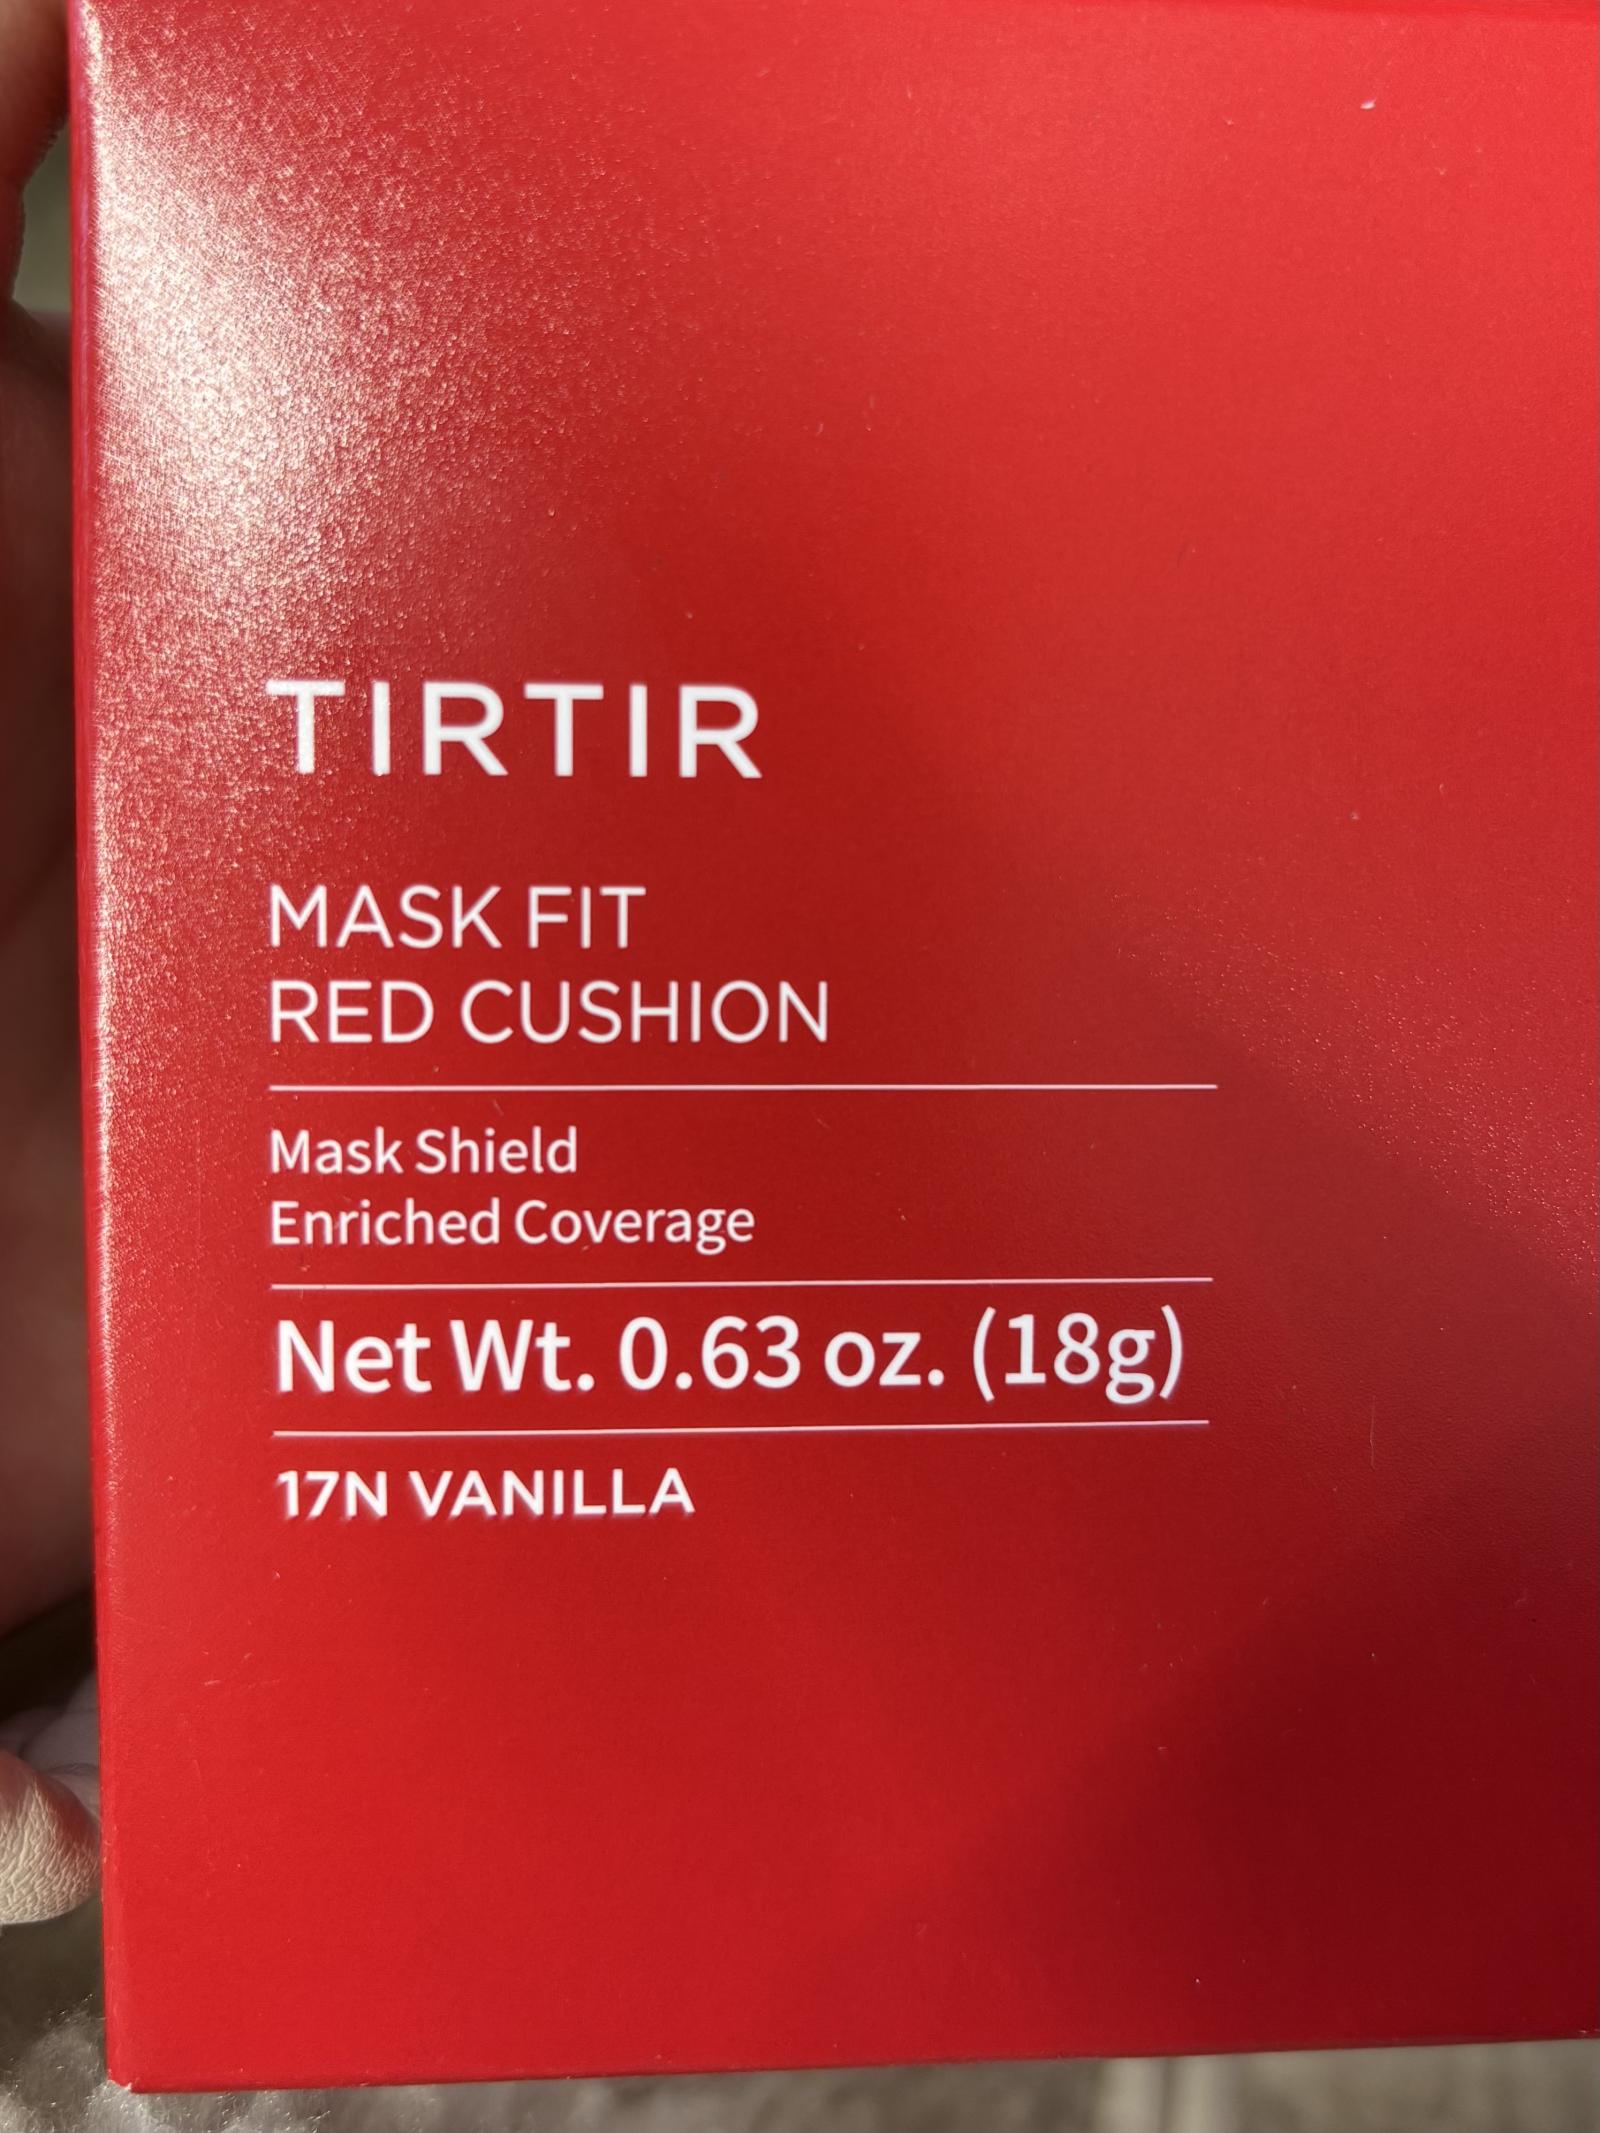 TIRTIR
MASK FIT
RED CUSHION
Mask Shield
Enriched Coverage
Net Wt. 0.63 oz. (18g)
17N VANILLA